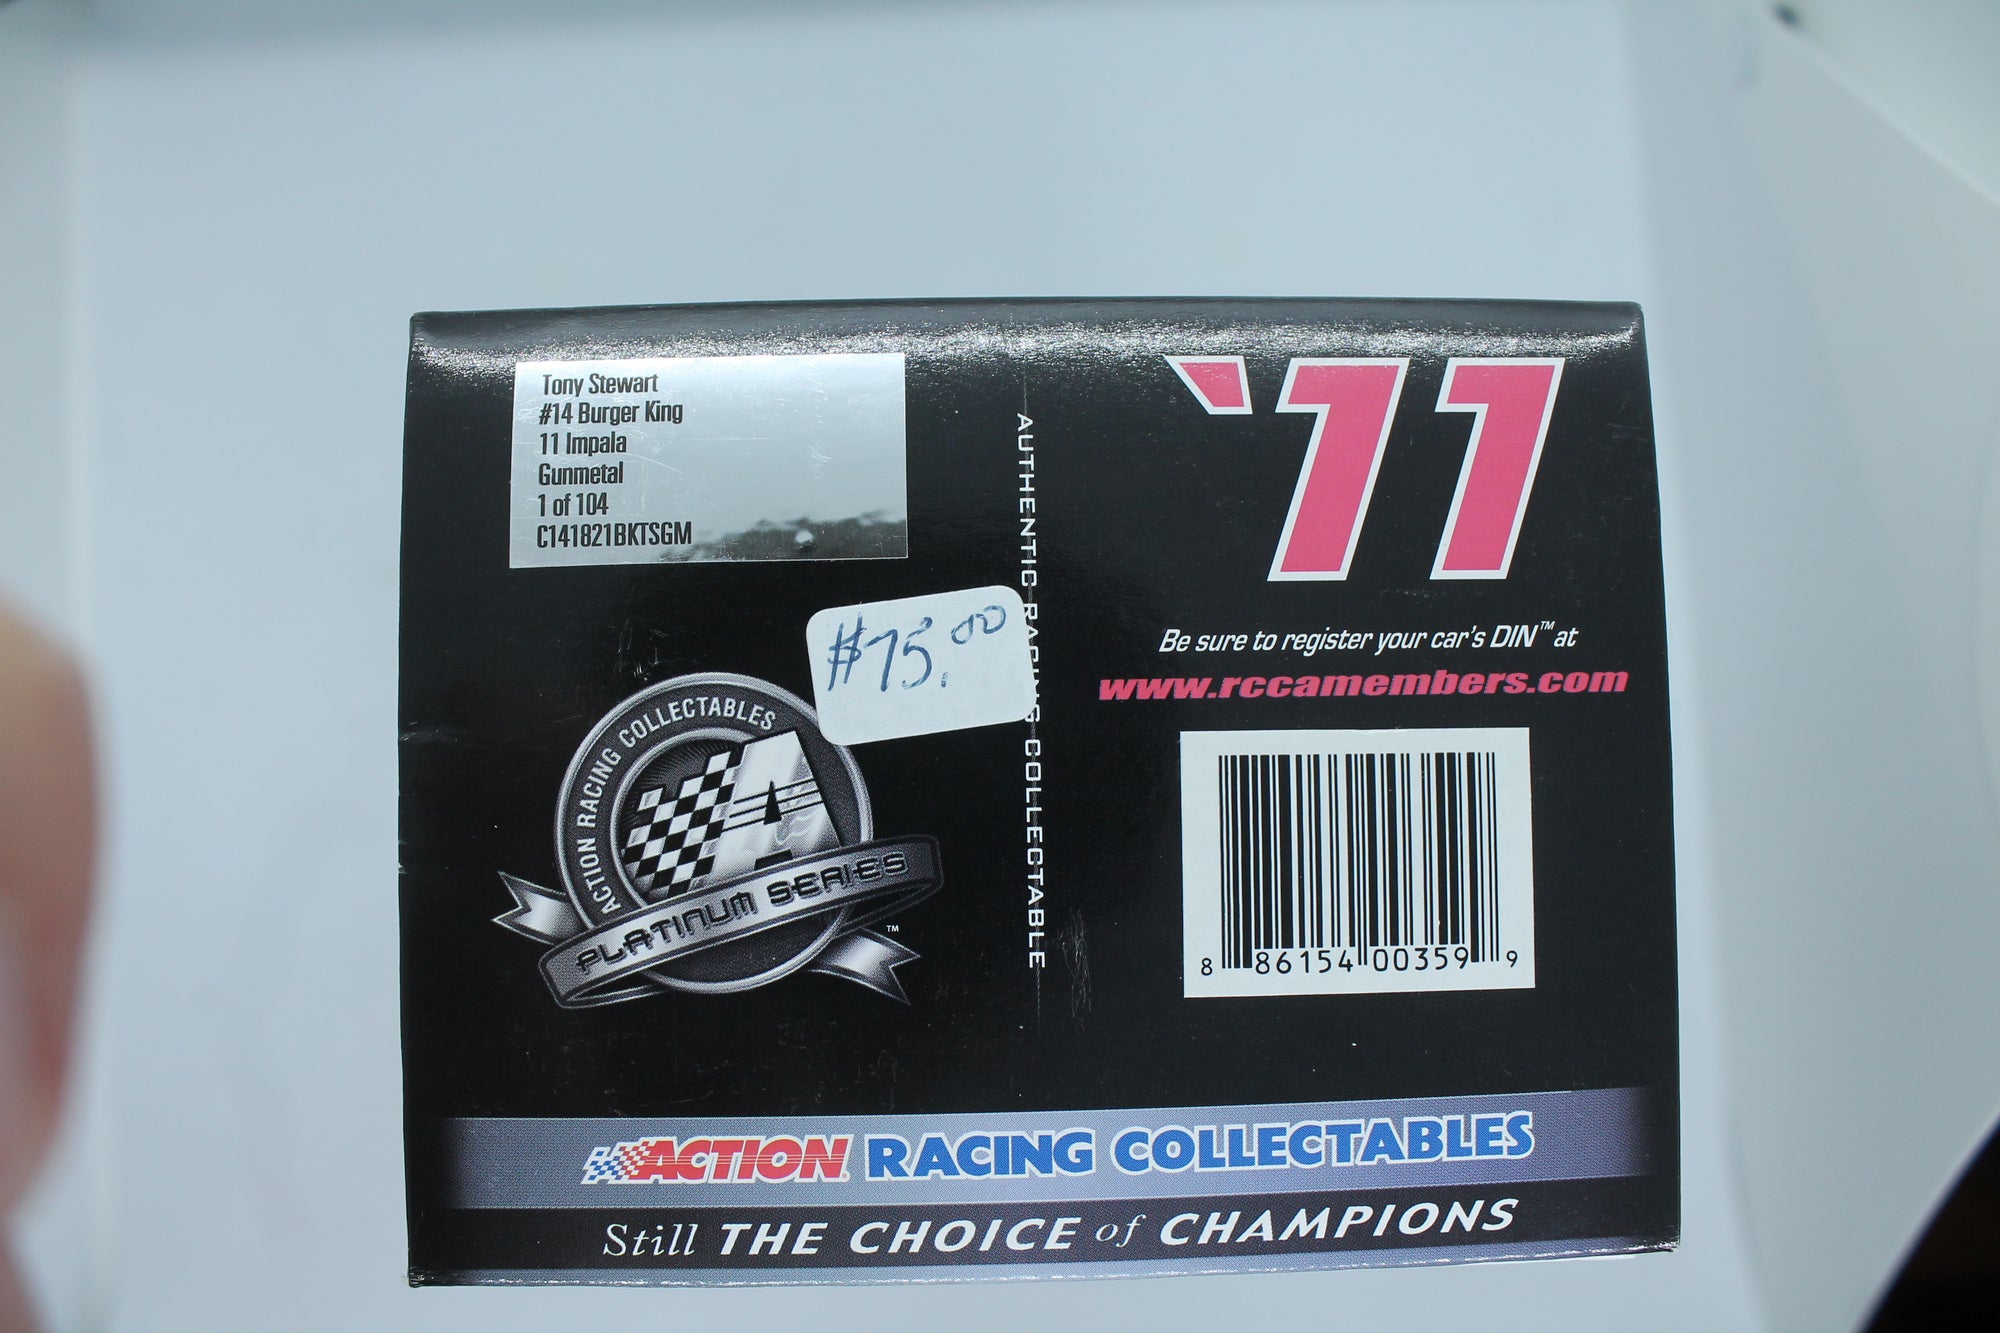 Tony Stewart
#14 Burger King
11 Impala
Gunmetal
1 of 104
C141821BKTSGM
$75.00
ACTION RACING COLLECTABLES
A
PLATINUM SERIES
TM
AUTHENTIC RACING COLLECTABLE
'11
Be sure to register your car's DIN™ at
www.rccamembers.com
8 86154 00359 9
ACTION RACING COLLECTABLES
Still THE CHOICE of CHAMPIONS